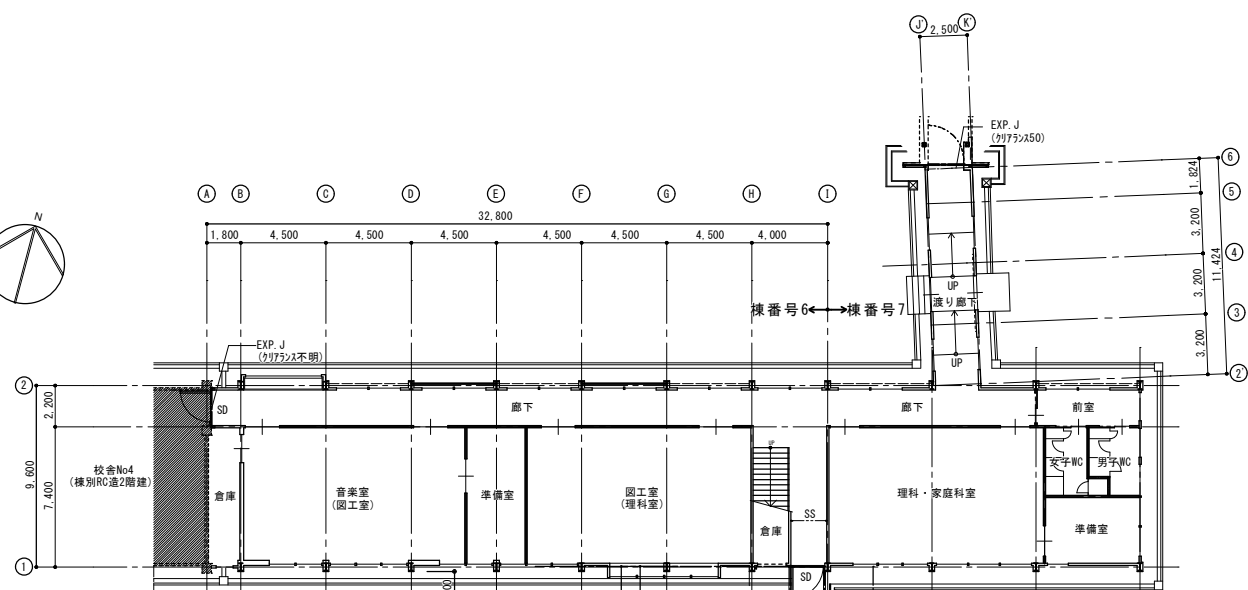 J'
K'
2,500
EXP.J
(ｸﾘｱﾗﾝｽ50)
6
5
4
3
2'
1,824
3,200
3,200
3,200
11,424
N
A
B
C
D
E
F
G
H
I
32,800
1,800
4,500
4,500
4,500
4,500
4,500
4,500
4,000
棟番号6
棟番号7
UP
渡り廊下
UP
EXP.J
(ｸﾘｱﾗﾝｽ不明)
2
1
2,200
7,400
9,600
SD
廊下
廊下
前室
校舎No4
(棟別RC造2階建)
倉庫
音楽室
(図工室)
準備室
図工室
(理科室)
UP
倉庫
SS
SD
理科・家庭科室
女子WC
男子WC
準備室